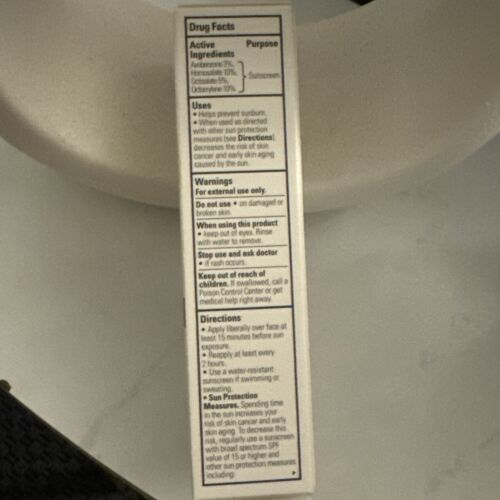 Drug Facts
Active Purpose
Ingredients
Avobenzone 3%,
Homosalate 10%,
Octisalate 5%,
Octocrylene 10%
Sunscreen
Uses
• Helps prevent sunburn.
• When used as directed
with other sun protection
measures (see Directions),
decreases the risk of skin
cancer and early skin aging
caused by the sun.
Warnings
For external use only.
Do not use • on damaged or
broken skin.
When using this product
• keep out of eyes. Rinse
with water to remove.
Stop use and ask doctor
• if rash occurs.
Keep out of reach of
children. If swallowed, call a
Poison Control Center or get
medical help right away.
Directions
• Apply liberally over face at
least 15 minutes before sun
exposure.
• Reapply at least every
2 hours.
• Use a water-resistant
sunscreen if swimming or
sweating.
• Sun Protection
Measures. Spending time
in the sun increases your
risk of skin cancer and early
skin aging. To decrease this
risk, regularly use a sunscreen
with broad spectrum SPF
value of 15 or higher and
other sun protection measures
including: